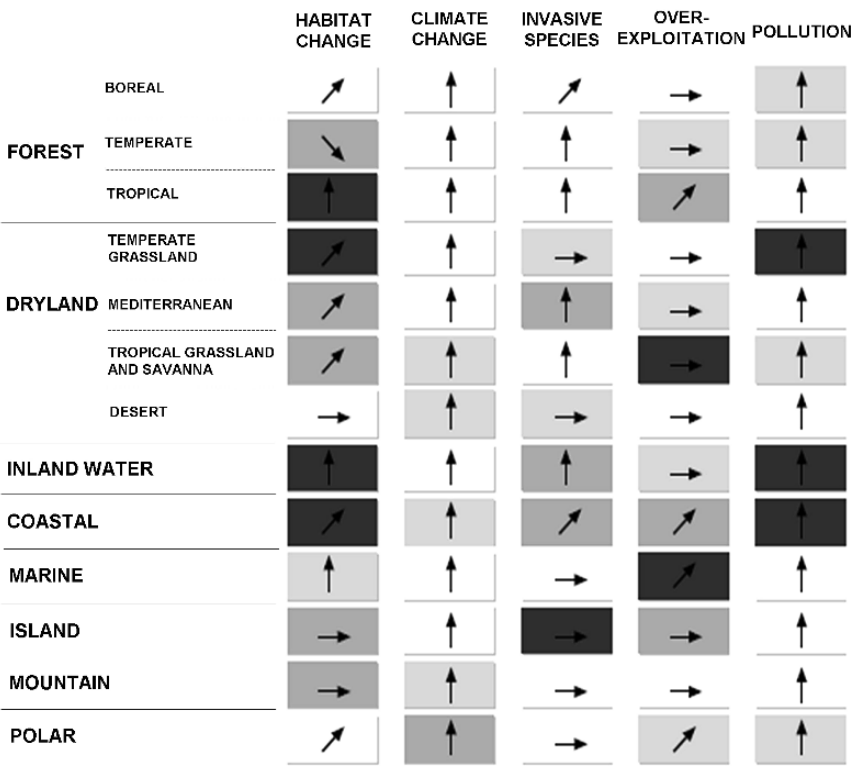 HABITAT CHANGE
CLIMATE CHANGE
INVASIVE SPECIES
OVER-EXPLOITATION
POLLUTION
BOREAL
FOREST
TEMPERATE
TROPICAL
TEMPERATE
GRASSLAND
DRYLAND
MEDITERRANEAN
TROPICAL GRASSLAND
AND SAVANNA
DESERT
INLAND WATER
COASTAL
MARINE
ISLAND
MOUNTAIN
POLAR